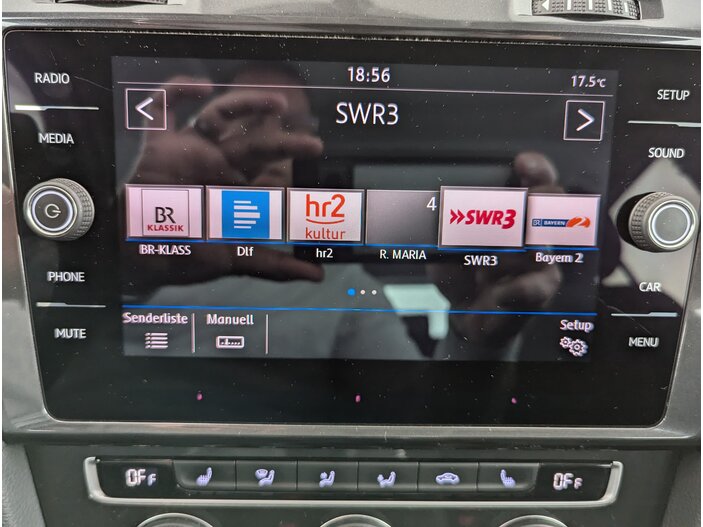 RADIO
MEDIA
PHONE
MUTE
18:56
17.5°C
<
SWR3
>
BR
KLASSIK
BR-KLASS
Dlf
hr2
kultur
hr2
4
R. MARIA
»SWR3
SWR3
BR BAYERN 2
Bayern 2
Senderliste
Manuell
Setup
SETUP
SOUND
CAR
MENU
OFF
OFF